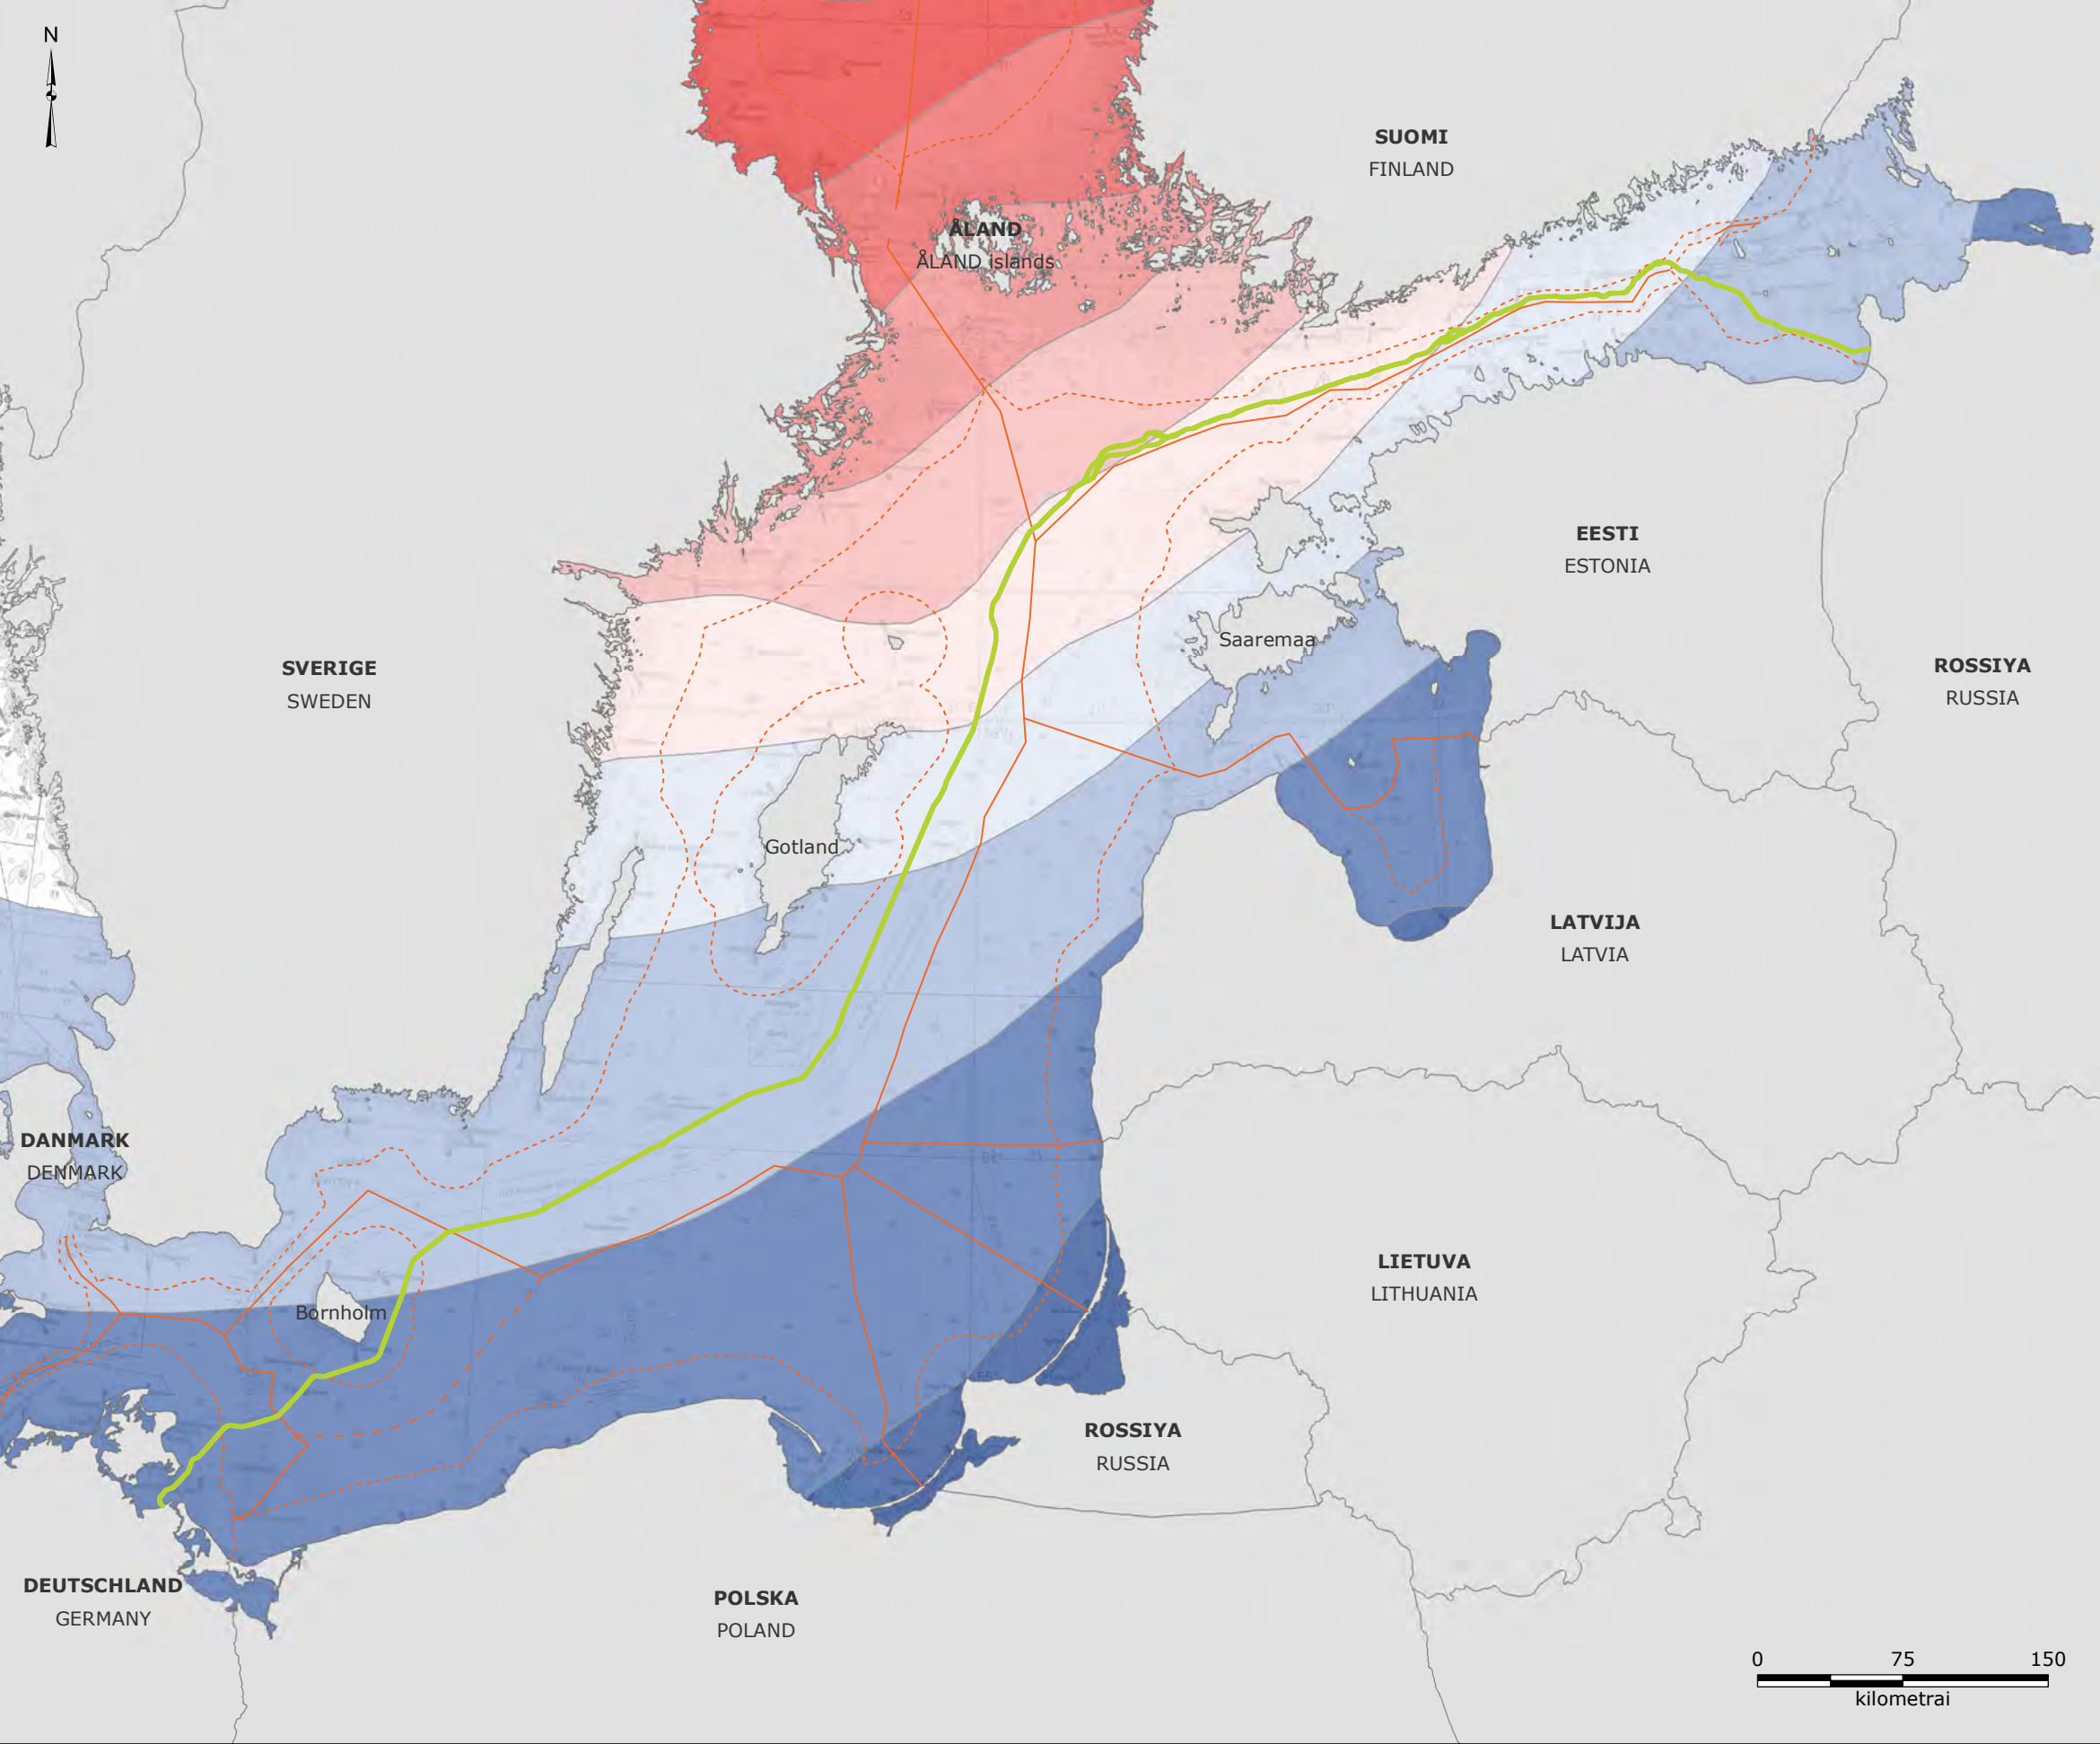 N
SUOMI
FINLAND
ÅLAND
ÅLAND islands
EESTI
ESTONIA
Saaremaa
SVERIGE
SWEDEN
ROSSIYA
RUSSIA
Gotland
LATVIJA
LATVIA
DANMARK
DENMARK
LIETUVA
LITHUANIA
Bornholm
ROSSIYA
RUSSIA
DEUTSCHLAND
GERMANY
POLSKA
POLAND
0 75 150
kilometrai